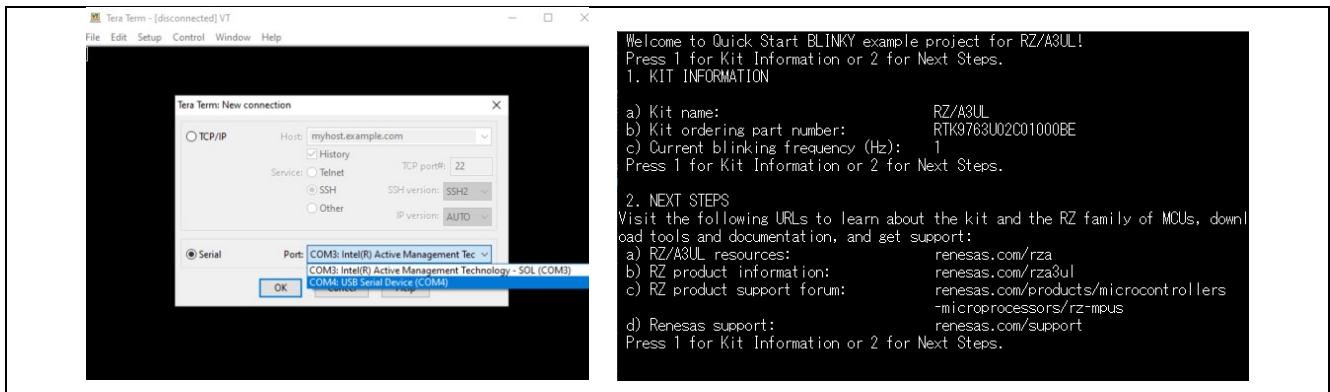 Tera Term - [disconnected] VT
File Edit Setup Control Window Help
Tera Term: New connection
TCP/IP
Host: myhost.example.com
History
Service: Telnet
TCP port#: 22
SSH
SSH version: SSH2
Other
IP version: AUTO
Serial
Port: COM3: Intel(R) Active Management Tec
COM3: Intel(R) Active Management Technology - SOL (COM3)
COM4: USB Serial Device (COM4)
OK
Welcome to Quick Start BLINKY example project for RZ/A3UL!
Press 1 for Kit Information or 2 for Next Steps.
1. KIT INFORMATION
a) Kit name: RZ/A3UL
b) Kit ordering part number: RTK9763U02C01000BE
c) Current blinking frequency (Hz): 1
Press 1 for Kit Information or 2 for Next Steps.
2. NEXT STEPS
Visit the following URLs to learn about the kit and the RZ family of MCUs, downl
oad tools and documentation, and get support:
a) RZ/A3UL resources: renesas.com/rza
b) RZ product information: renesas.com/rza3ul
c) RZ product support forum: renesas.com/products/microcontrollers
-microprocessors/rz-mpus
d) Renesas support: renesas.com/support
Press 1 for Kit Information or 2 for Next Steps.